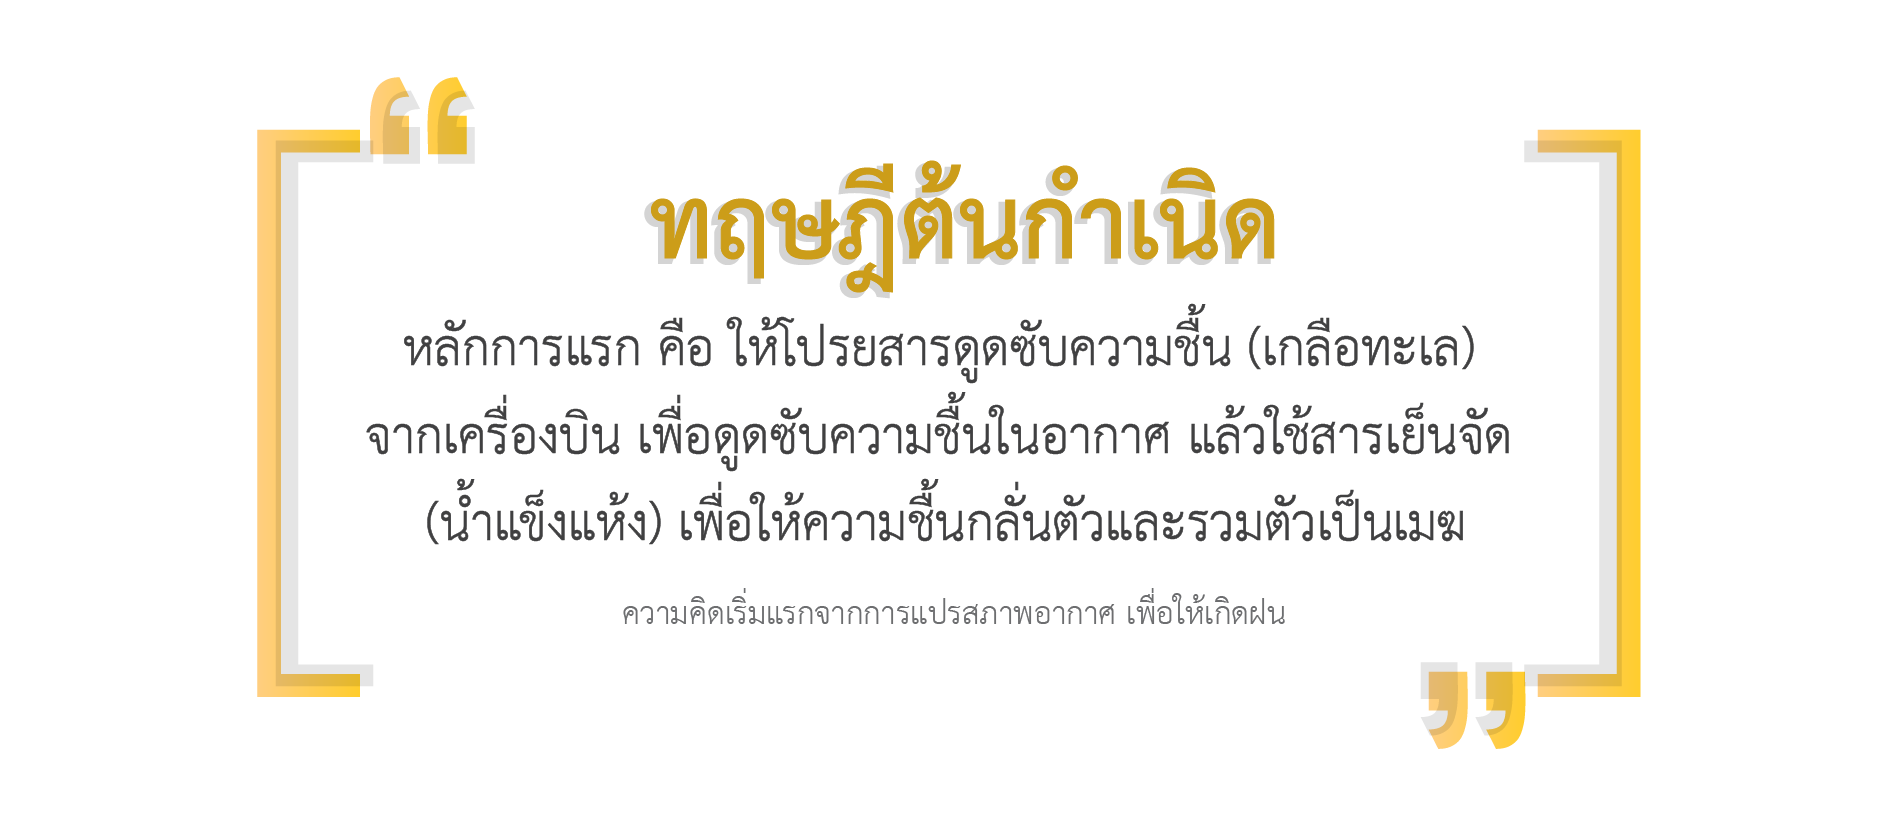 ทฤษฎีต้นกำเนิด
หลักการแรก คือ ให้โปรยสารดูดซับความชื้น (เกลือทะเล)
จากเครื่องบิน เพื่อดูดซับความชื้นในอากาศ แล้วใช้สารเย็นจัด
(น้ำแข็งแห้ง) เพื่อให้ความชื้นกลั่นตัวและรวมตัวเป็นเมฆ
ความคิดเริ่มแรกจากการแปรสภาพอากาศ เพื่อให้เกิดฝน